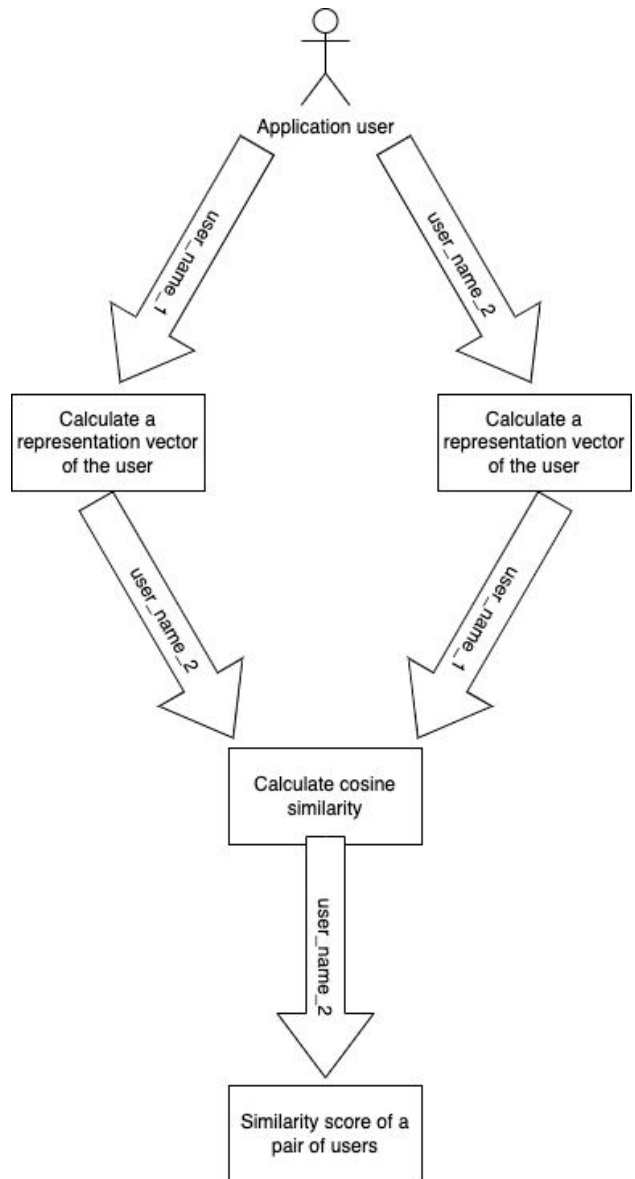 Application user
user_name_1
user_name_2
Calculate a
representation vector
of the user
Calculate a
representation vector
of the user
user_name_2
user_name_1
Calculate cosine
similarity
user_name_2
Similarity score of a
pair of users